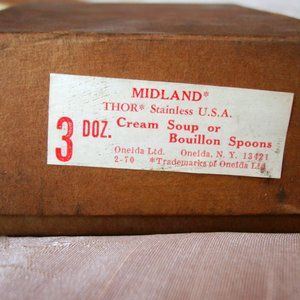 MIDLAND*
THOR* Stainless U.S.A.
3 DOZ. Cream Soup or
Bouillon Spoons
Oneida Ltd. Oneida, N.Y. 13421
2-70 *Trademarks of Oneida Ltd.